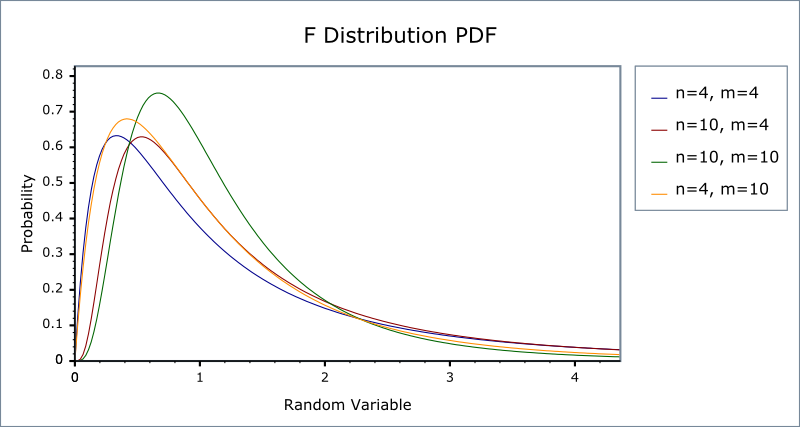 F Distribution PDF
0.8
0.7
0.6
0.5
0.4
0.3
0.2
0.1
0
Probability
0 1 2 3 4
Random Variable
n=4, m=4
n=10, m=4
n=10, m=10
n=4, m=10